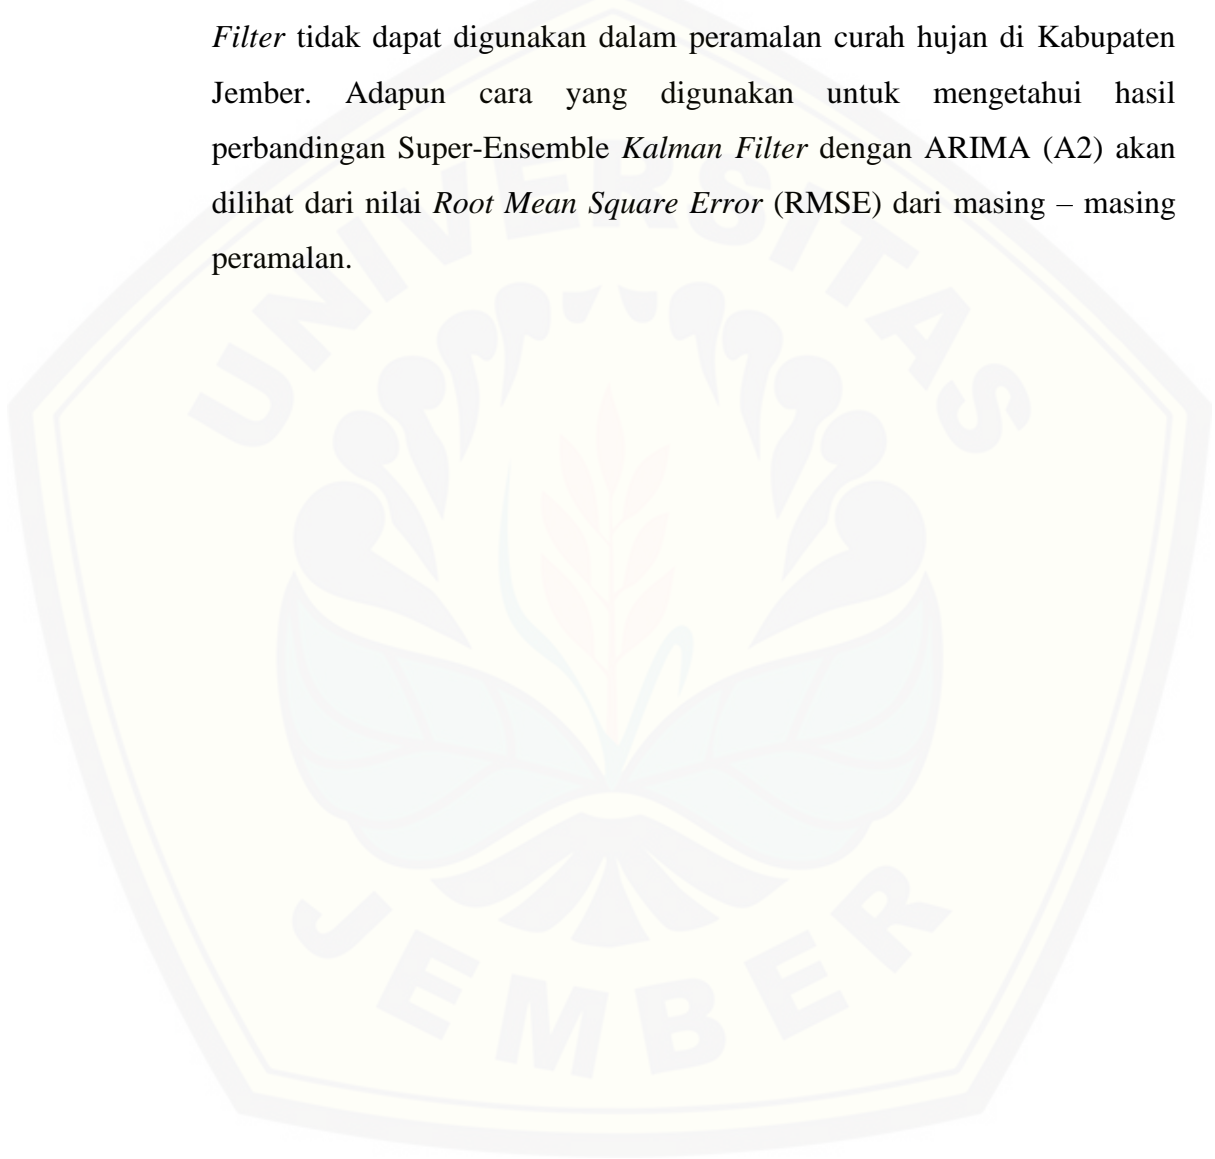 Filter tidak dapat digunakan dalam peramalan curah hujan di Kabupaten
Jember. Adapun cara yang digunakan untuk mengetahui hasil
perbandingan Super-Ensemble Kalman Filter dengan ARIMA (A2) akan
dilihat dari nilai Root Mean Square Error (RMSE) dari masing – masing
peramalan.
UNIVERSITAS
JEMBER